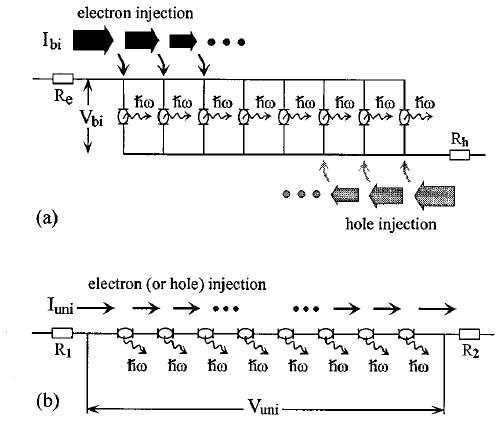 electron injection
I_bi
R_e
V_bi
ħω ħω ħω ħω ħω ħω ħω ħω
R_h
hole injection
(a)
electron (or hole) injection
I_uni
R_1
R_2
ħω ħω ħω ħω ħω ħω ħω ħω
V_uni
(b)